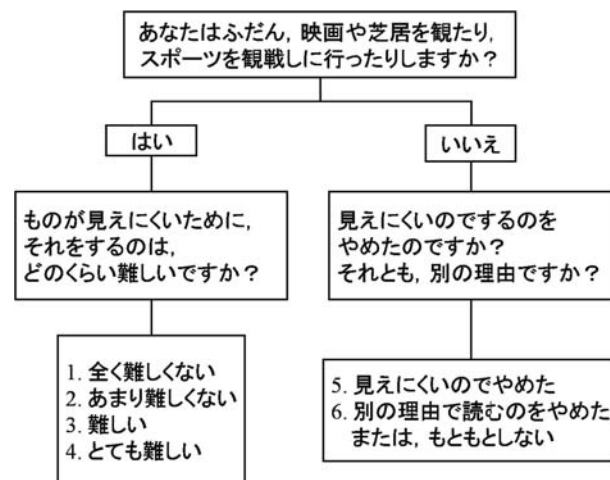 あなたはふだん，映画や芝居を観たり，
スポーツを観戦しに行ったりしますか？
はい
いいえ
ものが見えにくいために，
それをするのは，
どのくらい難しいですか？
見えにくいのでするのを
やめたのですか？
それとも，別の理由ですか？
1. 全く難しくない
2. あまり難しくない
3. 難しい
4. とても難しい
5. 見えにくいのでやめた
6. 別の理由で読むのをやめた
または，もともとしない